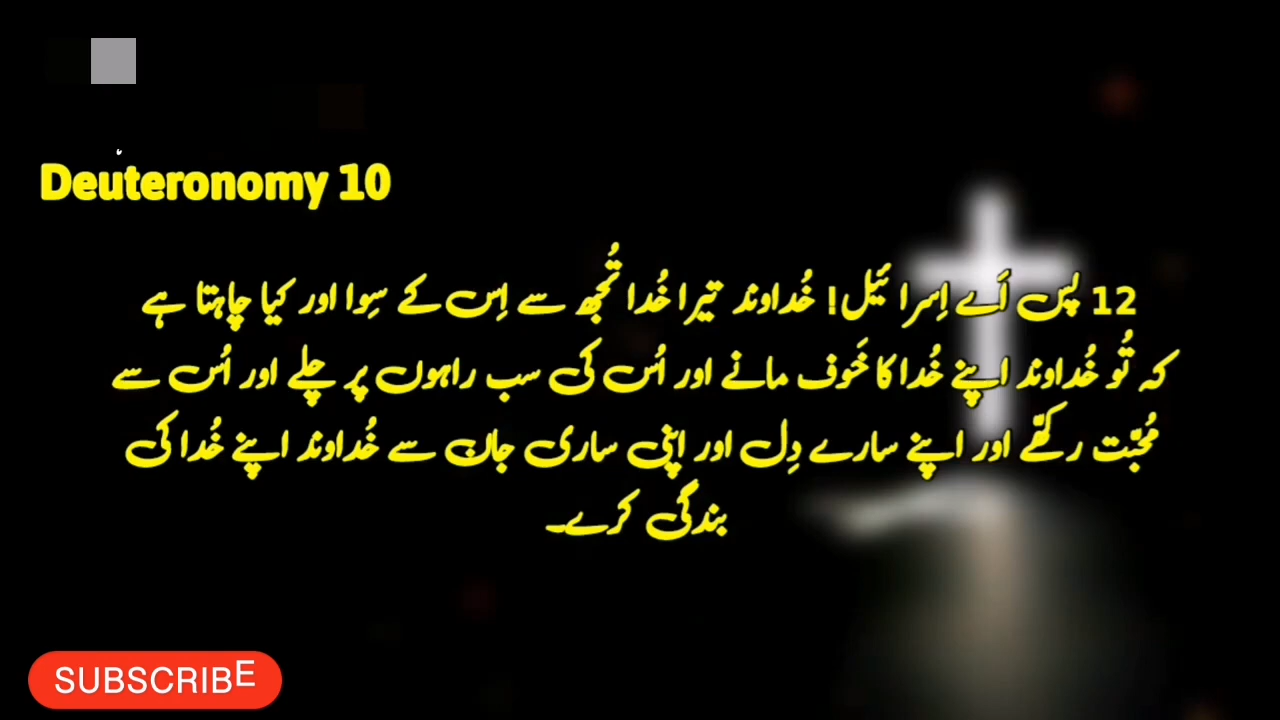 Deuteronomy 10
12 پس اَے اِسرائیل! خُداوند تیرا خُدا تُجھ سے اِس کے سِوا اور کیا چاہتا ہے
کہ تُو خُداوند اپنے خُدا کا خَوف مانے اور اُس کی سب راہوں پر چلے اور اُس سے
مُحبّت رکھّے اور اپنے سارے دِل اور اپنی ساری جان سے خُداوند اپنے خُدا کی
بندگی کرے۔
SUBSCRIBE